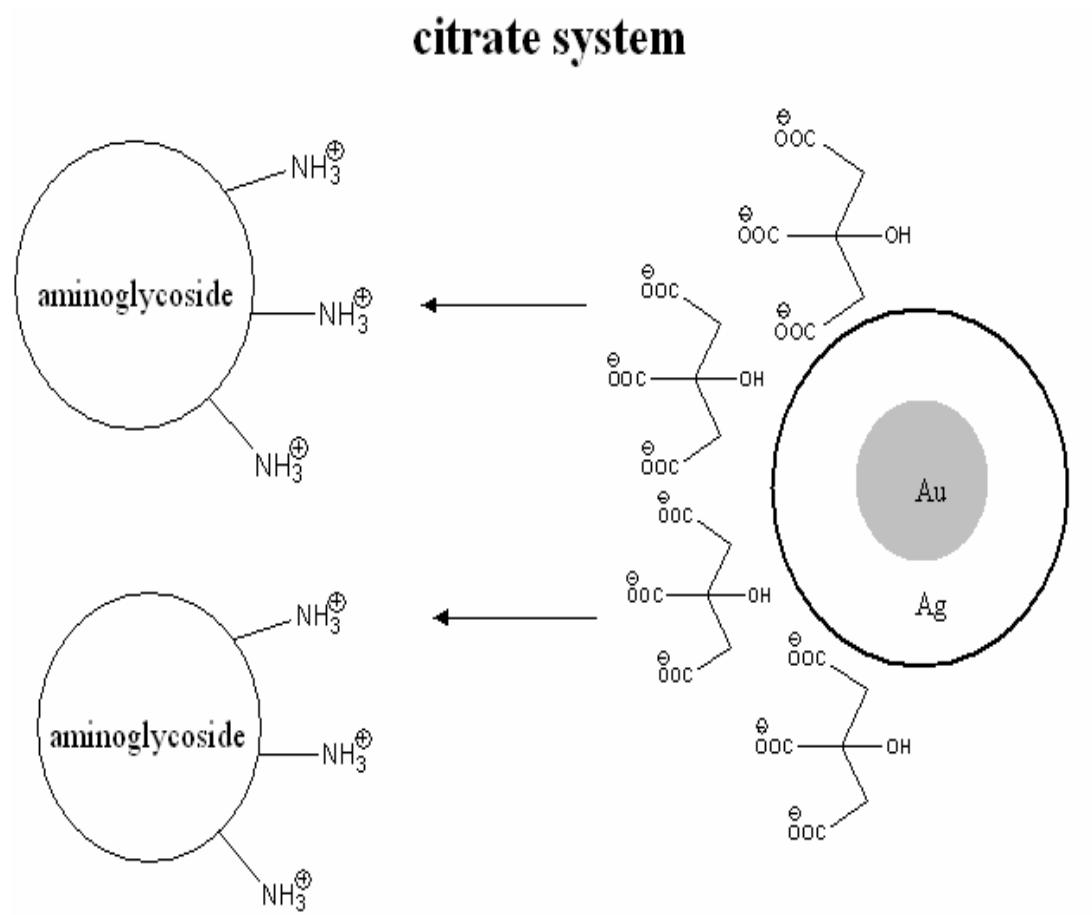 citrate system
⊖
OOC
⊖
OOC
OH
⊖
OOC
NH3⊕
aminoglycoside
NH3⊕
NH3⊕
⊖
OOC
⊖
OOC
OH
⊖
OOC
Au
Ag
⊖
OOC
⊖
OOC
OH
⊖
OOC
NH3⊕
aminoglycoside
NH3⊕
NH3⊕
⊖
OOC
⊖
OOC
OH
⊖
OOC